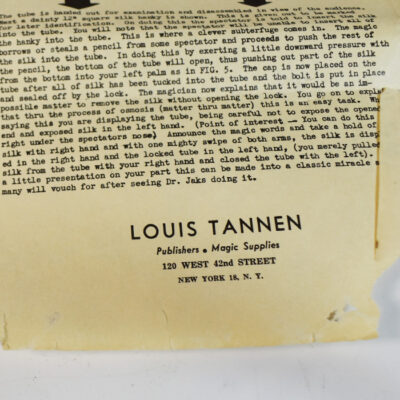 The tube is handed out for examination and disassembled in view of the audience.
a dainty 12" square silk hanky is shown. This is
for later identification. spectator is told to insert the silk
into the tube. You will note that the spectator will be unable to insert
the hanky into the tube. This is where a clever subterfuge comes in. The magic
borrows or steals a pencil from some spectator and proceeds to push the rest of
the silk into the tube. In doing this by exerting a little downward pressure with
the pencil, the bottom of the tube will open, thus pushing out part of the silk
from the bottom into your left palm as in FIG. 5. The cap is now placed on the
tube after all of silk has been tucked into the tube and the bolt is put in place
and sealed off by the lock. The magician now explains that it would be an im-
possible matter to remove the silk without opening the lock. You go on to expla
that thru the process of osmosis (matter thru matter) this is an easy task. Wh
saying this you are displaying the tube, being careful not to expose the opened
end and exposed silk in the left hand. (Point of interest — You can do this
right under the spectators nose) Announce the magic words and take a hold of
silk with right hand and with one mighty swipe of both arms, the silk is disp
ed in the right hand and the locked tube in the left hand, (you merely pulled
silk from the tube with your right hand and closed the tube with the left).
a little presentation on your part this can be made into a classic miracle a
many will vouch for after seeing Dr. Jaks doing it.
LOUIS TANNEN
Publishers • Magic Supplies
120 WEST 42nd STREET
NEW YORK 18, N. Y.